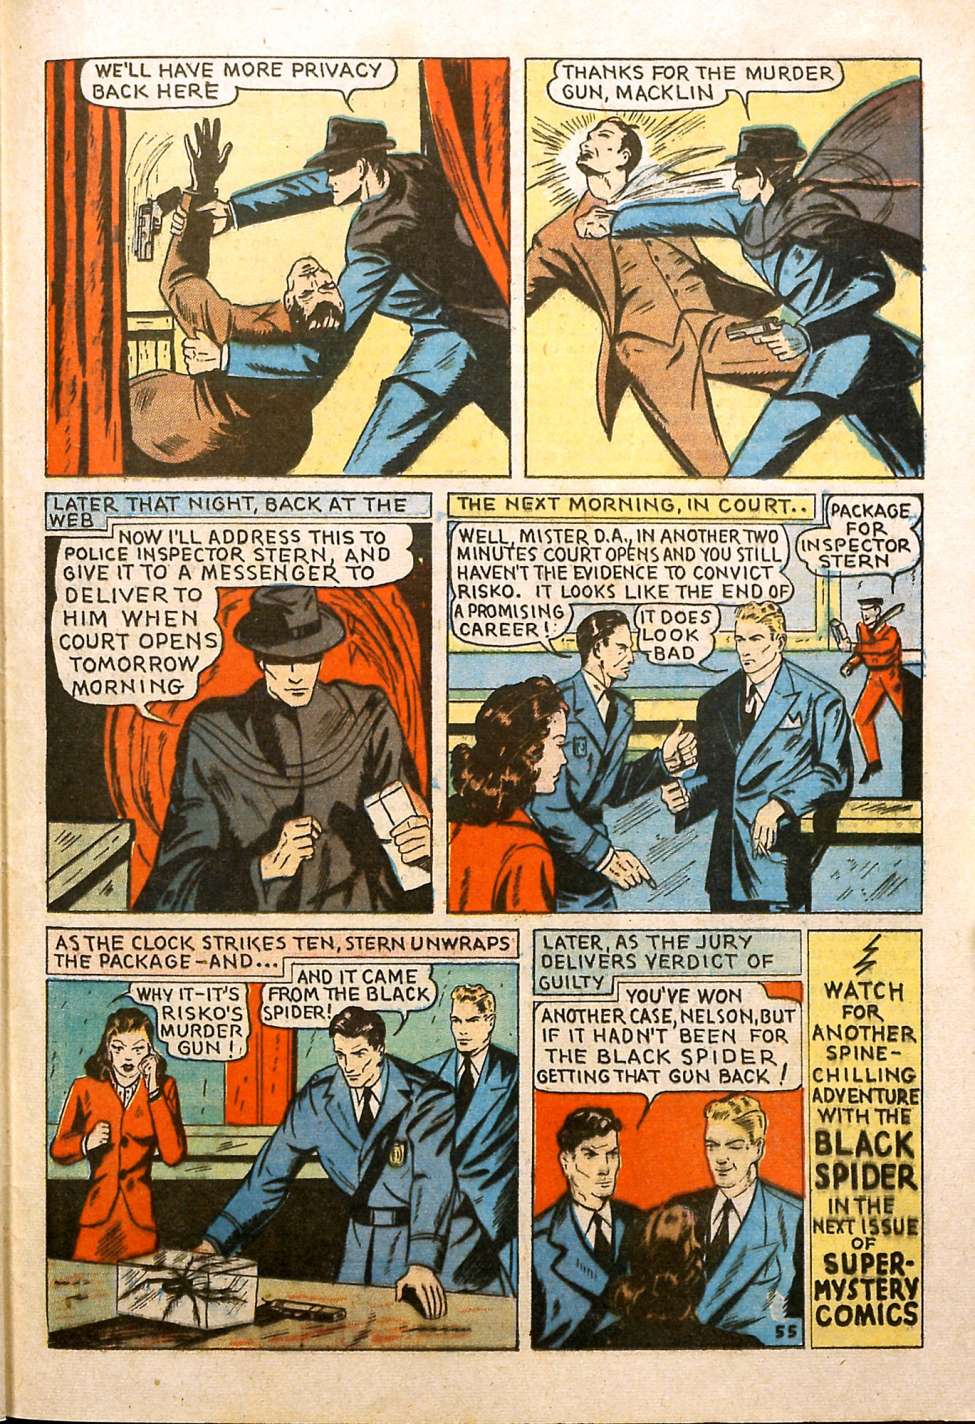 WE'LL HAVE MORE PRIVACY
BACK HERE
THANKS FOR THE MURDER
GUN, MACKLIN
LATER THAT NIGHT, BACK AT THE
WEB
NOW I'LL ADDRESS THIS TO
POLICE INSPECTOR STERN, AND
GIVE IT TO A MESSENGER TO
DELIVER TO
HIM WHEN
COURT OPENS
TOMORROW
MORNING
THE NEXT MORNING, IN COURT..
WELL, MISTER D.A., IN ANOTHER TWO
MINUTES COURT OPENS AND YOU STILL
HAVEN'T THE EVIDENCE TO CONVICT
RISKO. IT LOOKS LIKE THE END OF
A PROMISING
CAREER!
IT DOES
LOOK
BAD
PACKAGE
FOR
INSPECTOR
STERN
AS THE CLOCK STRIKES TEN, STERN UNWRAPS
THE PACKAGE-AND...
WHY IT-IT'S
RISKO'S
MURDER
GUN!
AND IT CAME
FROM THE BLACK
SPIDER!
LATER, AS THE JURY
DELIVERS VERDICT OF
GUILTY
YOU'VE WON
ANOTHER CASE, NELSON, BUT
IF IT HADN'T BEEN FOR
THE BLACK SPIDER
GETTING THAT GUN BACK!
55
WATCH
FOR
ANOTHER
SPINE-
CHILLING
ADVENTURE
WITH THE
BLACK
SPIDER
IN THE
NEXT ISSUE
OF
SUPER-
MYSTERY
COMICS